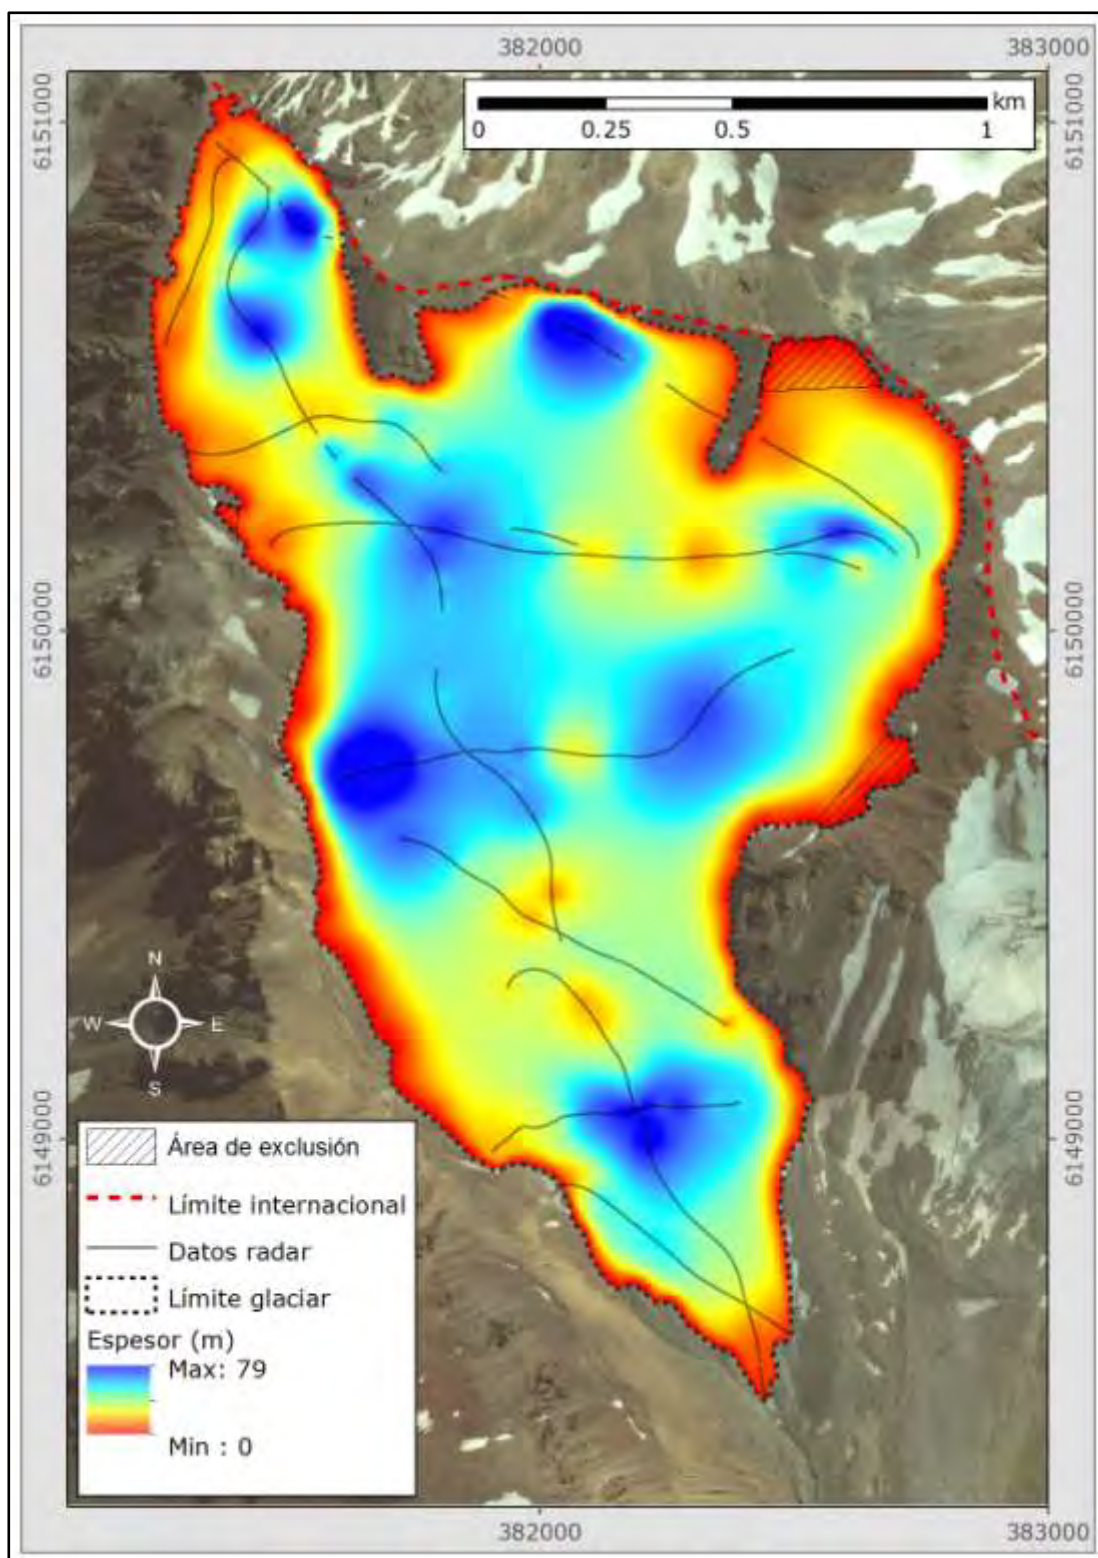 382000 383000
6151000 6151000
km
0 0.25 0.5 1
6150000 6150000
N
W E
S
6149000 6149000
Área de exclusión
Límite internacional
Datos radar
Límite glaciar
Espesor (m)
Max: 79
Min : 0
382000 383000